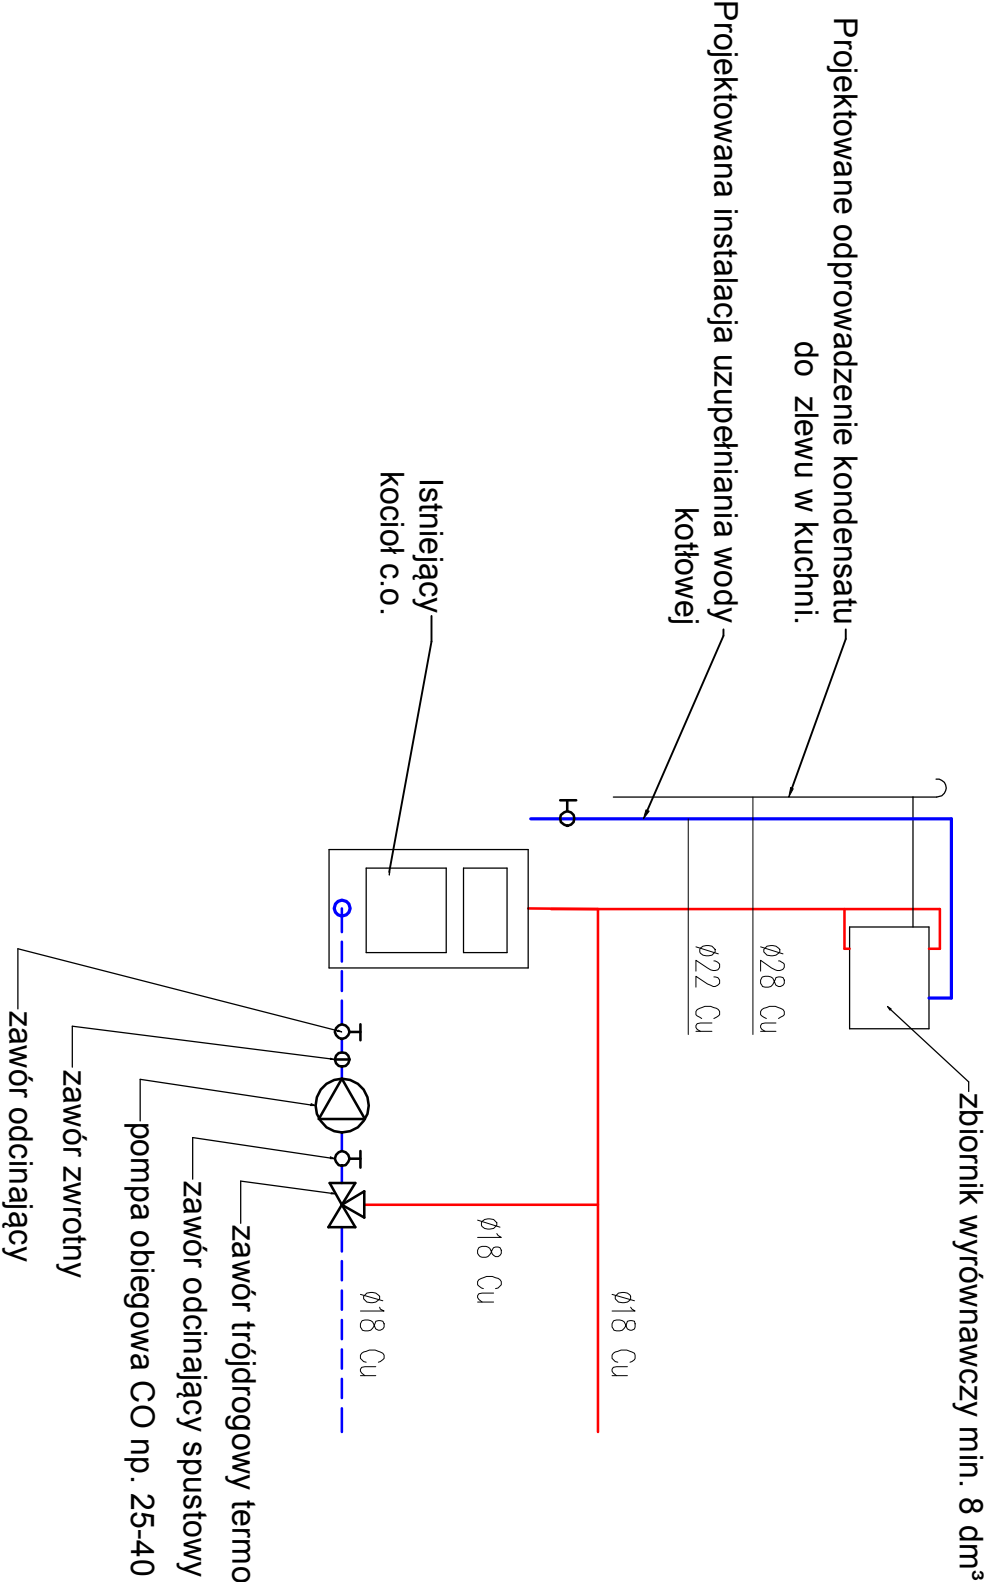 Projektowane odprowadzenie kondensatu
do zlewu w kuchni.
Projektowana instalacja uzupełniania wody
kotłowej
Istniejący
kocioł c.o.
zbiornik wyrównawczy min. 8 dm³
ø28 Cu
ø22 Cu
ø18 Cu
ø18 Cu
ø18 Cu
zawór trójdrogowy termo
zawór odcinający spustowy
pompa obiegowa CO np. 25-40
zawór zwrotny
zawór odcinający